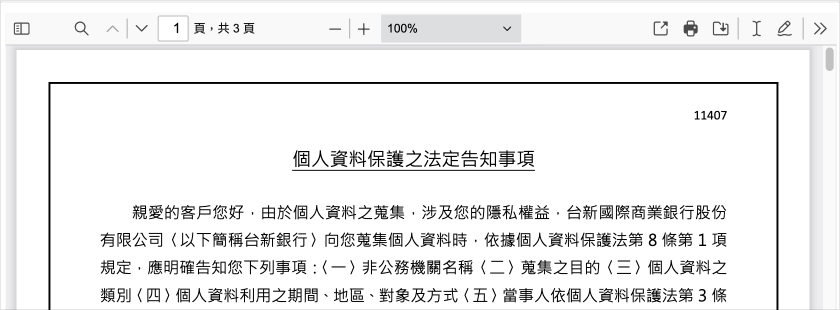 1 頁，共 3 頁
100%
11407
個人資料保護之法定告知事項
親愛的客戶您好，由於個人資料之蒐集，涉及您的隱私權益，台新國際商業銀行股份
有限公司（以下簡稱台新銀行）向您蒐集個人資料時，依據個人資料保護法第 8 條第 1 項
規定，應明確告知您下列事項：（一）非公務機關名稱（二）蒐集之目的（三）個人資料之
類別（四）個人資料利用之期間、地區、對象及方式（五）當事人依個人資料保護法第 3 條